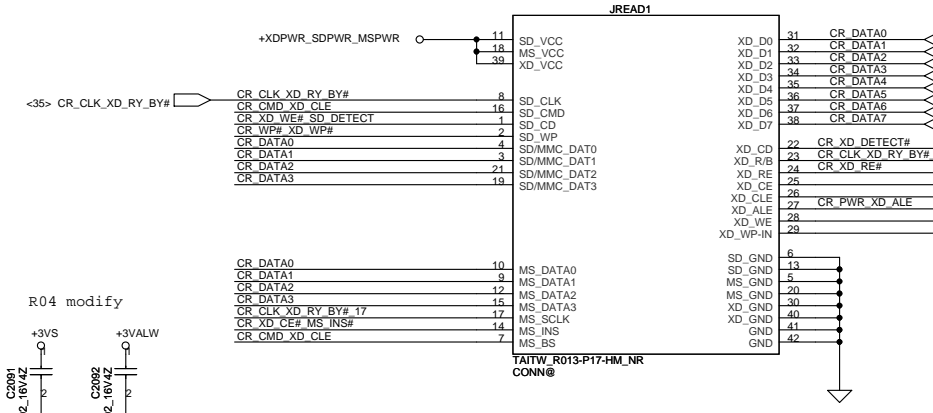 JREAD1
+XDPWR_SDPWR_MSPWR
11 SD_VCC
18 MS_VCC
39 XD_VCC
<35> CR_CLK_XD_RY_BY#
CR_CLK_XD_RY_BY# 8 SD_CLK
CR_CMD_XD_CLE 16 SD_CMD
CR_XD_WE#_SD_DETECT 1 SD_CD
CR_WP#_XD_WP# 2 SD_WP
CR_DATA0 4 SD/MMC_DAT0
CR_DATA1 3 SD/MMC_DAT1
CR_DATA2 21 SD/MMC_DAT2
CR_DATA3 19 SD/MMC_DAT3
CR_DATA0 10 MS_DATA0
CR_DATA1 9 MS_DATA1
CR_DATA2 12 MS_DATA2
CR_DATA3 15 MS_DATA3
CR_CLK_XD_RY_BY#_17 17 MS_SCLK
CR_XD_CE#_MS_INS# 14 MS_INS
CR_CMD_XD_CLE 7 MS_BS
XD_D0 31 CR_DATA0
XD_D1 32 CR_DATA1
XD_D2 33 CR_DATA2
XD_D3 34 CR_DATA3
XD_D4 35 CR_DATA4
XD_D5 36 CR_DATA5
XD_D6 37 CR_DATA6
XD_D7 38 CR_DATA7
XD_CD 22 CR_XD_DETECT#
XD_R/B 23 CR_CLK_XD_RY_BY#
XD_RE 24 CR_XD_RE#
XD_CE 25
XD_CLE 26
XD_ALE 27 CR_PWR_XD_ALE
XD_WE 28
XD_WP-IN 29
SD_GND 6
SD_GND 13
MS_GND 5
MS_GND 20
XD_GND 30
XD_GND 40
GND 41
GND 42
TAITW_R013-P17-HM_NR
CONN@
R04 modify
+3VS
+3VALW
C2091
2
C2092
2
_16V4Z
_16V4Z